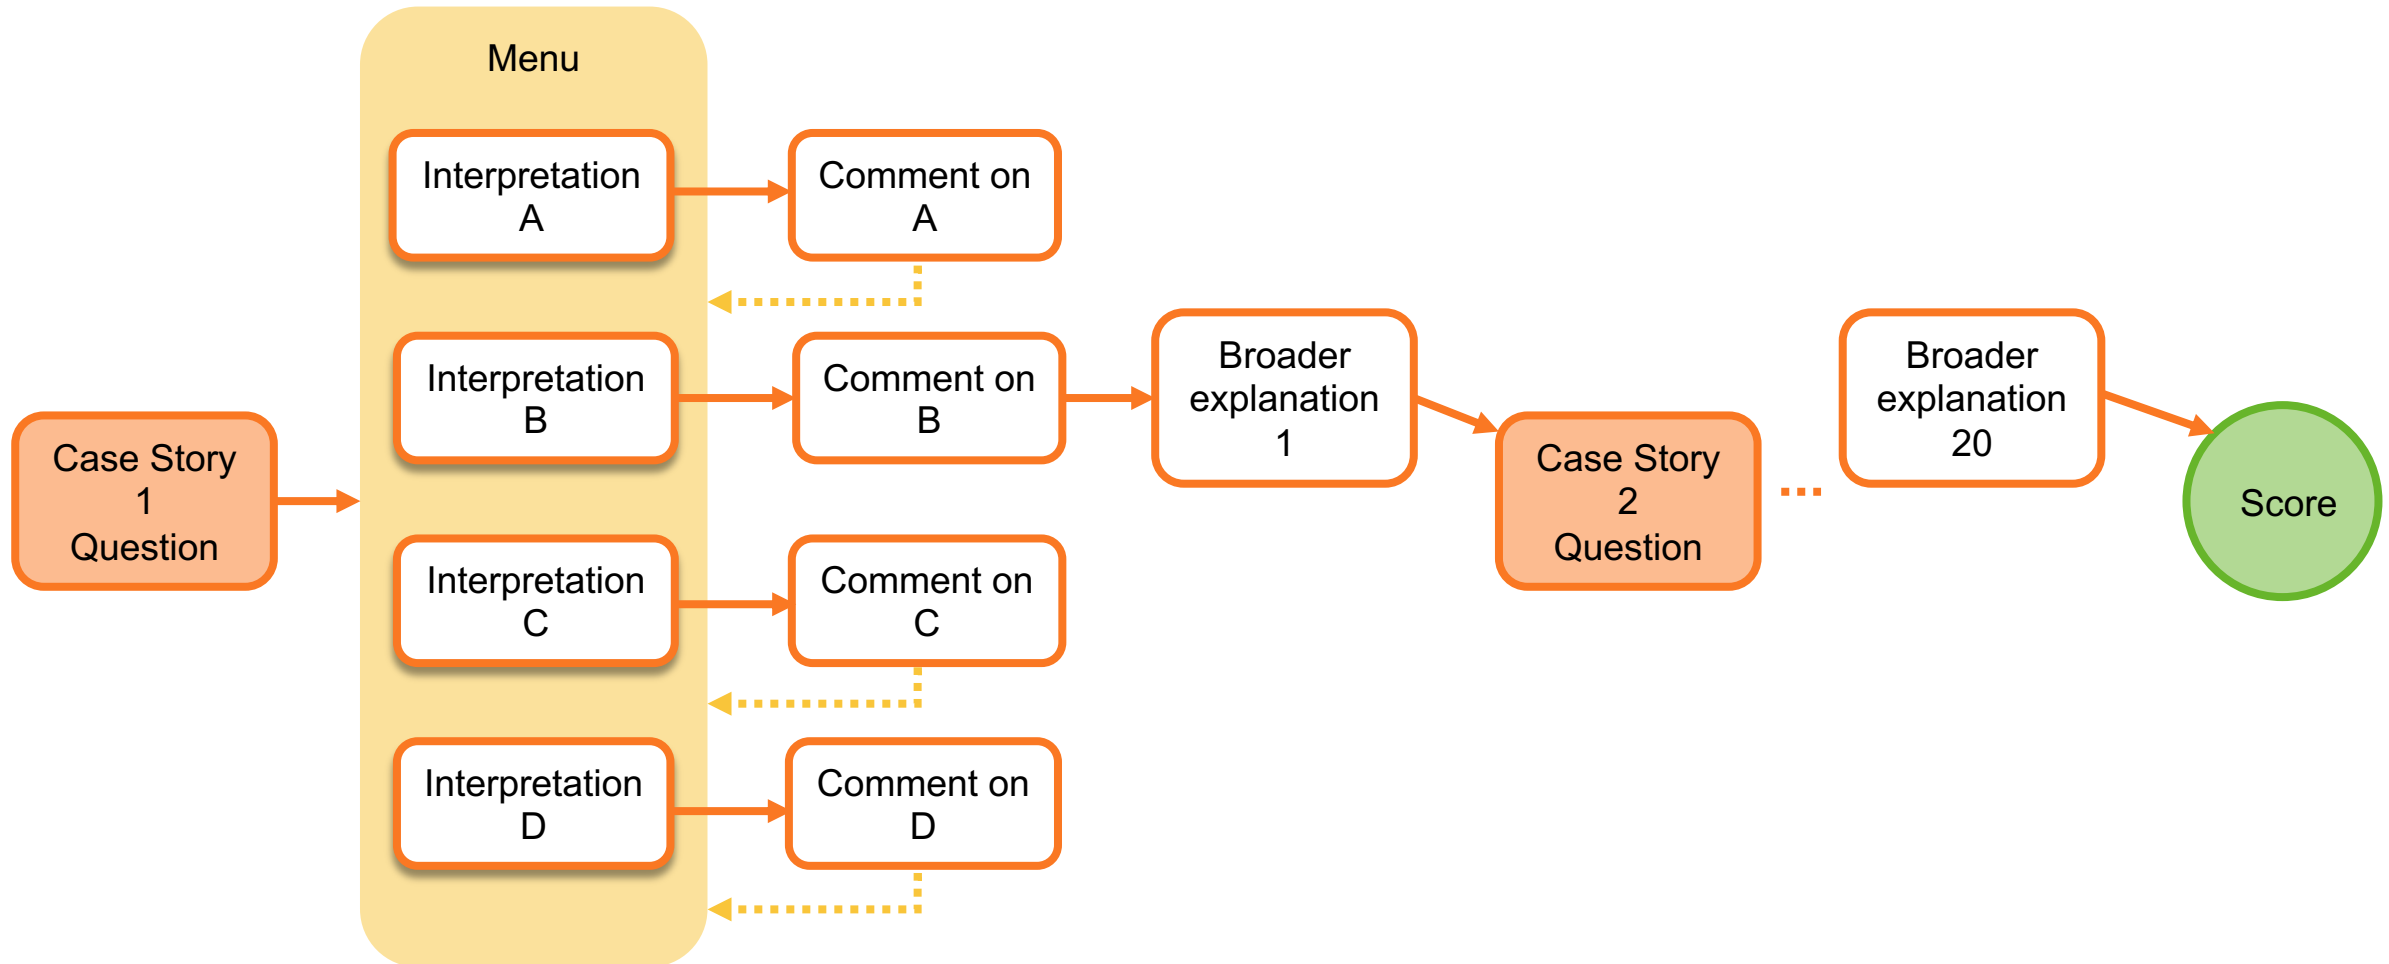 Menu
Interpretation
A
Comment on
A
Interpretation
B
Comment on
B
Broader
explanation
1
Broader
explanation
20
Case Story
1
Question
Case Story
2
Question
Score
Interpretation
C
Comment on
C
Interpretation
D
Comment on
D